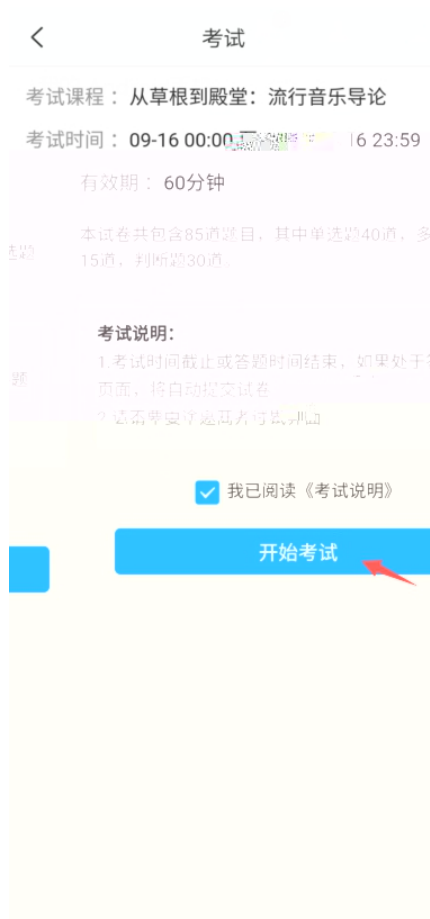 考试
考试课程：从草根到殿堂：流行音乐导论
考试时间：09-16 00:00 6 23:59
有效期：60分钟
本试卷共包含85道题目，其中单选题40道，多
选题
15道，判断题30道。
考试说明：
1.考试时间截止或答题时间结束，如果处于
题
页面，将自动提交试卷
2.
我已阅读《考试说明》
开始考试